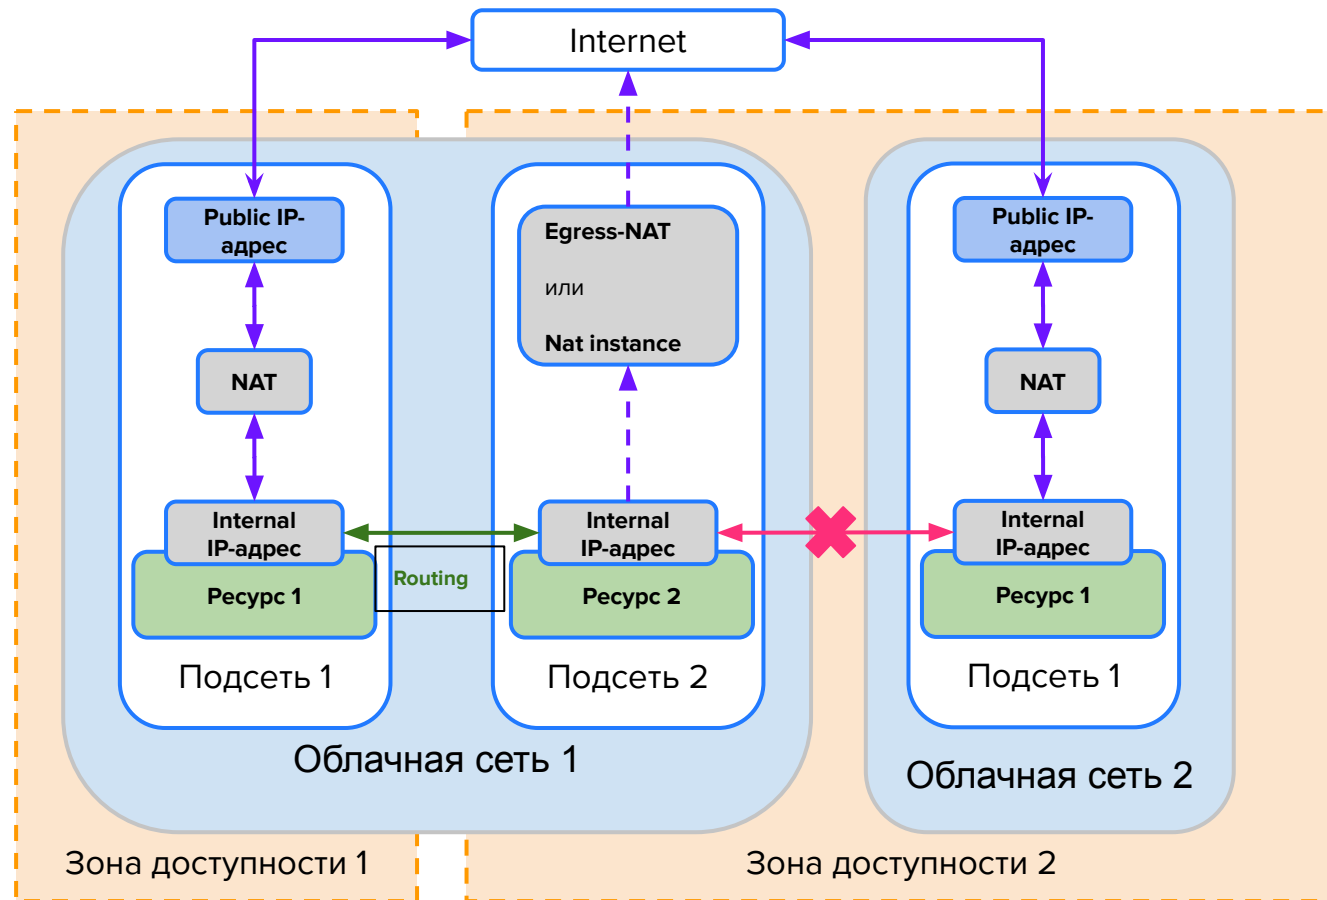 Internet
Public IP-
адрес
NAT
Internal
IP-адрес
Ресурс 1
Подсеть 1
Routing
Egress-NAT
или
Nat instance
Internal
IP-адрес
Ресурс 2
Подсеть 2
Облачная сеть 1
Public IP-
адрес
NAT
Internal
IP-адрес
Ресурс 1
Подсеть 1
Облачная сеть 2
Зона доступности 1
Зона доступности 2